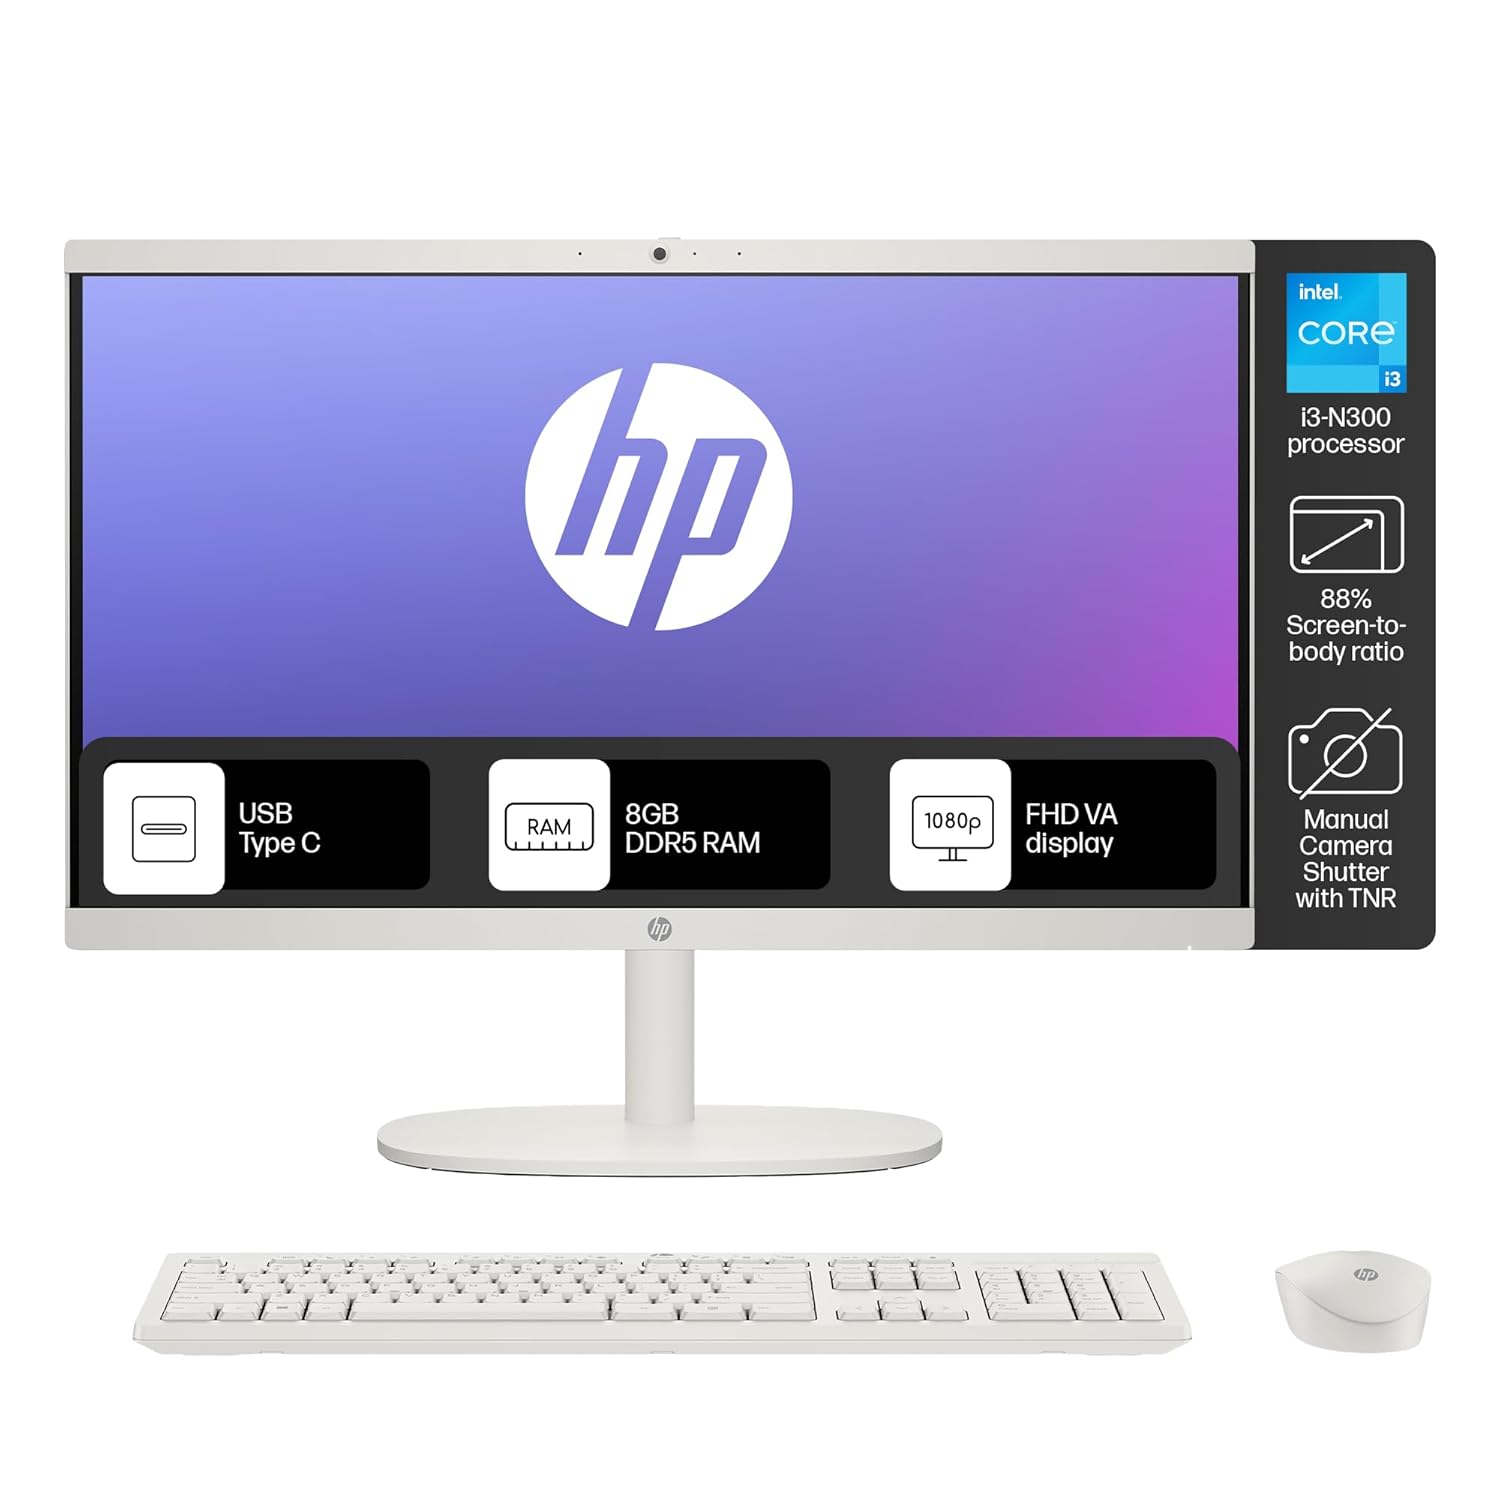 hp
intel.
CORE
i3
i3-N300
processor
88%
Screen-to-
body ratio
Manual
Camera
Shutter
with TNR
USB
Type C
RAM
8GB
DDR5 RAM
1080p
FHD VA
display
hp
hp